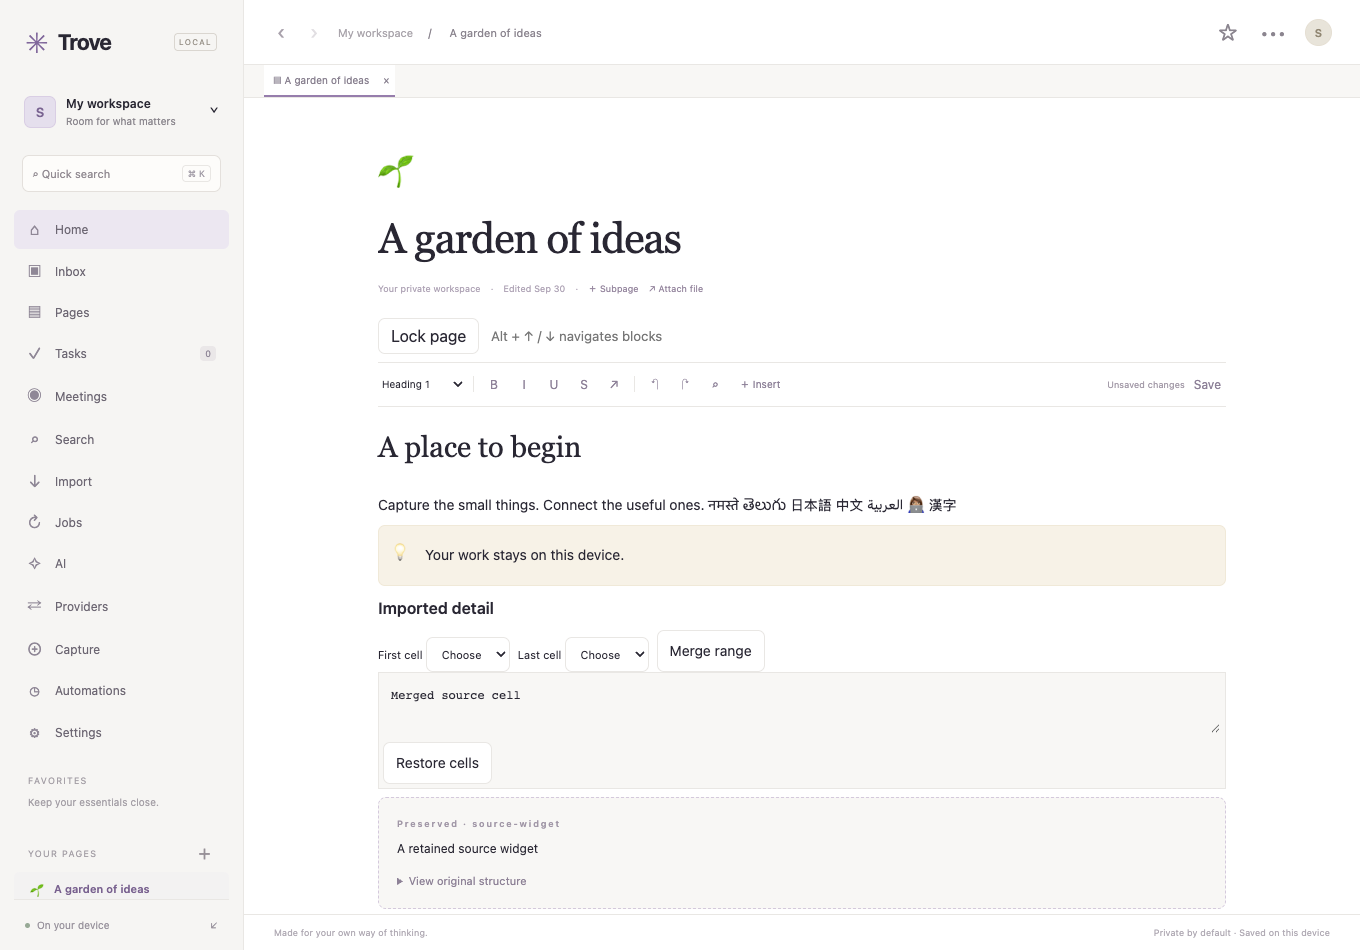 Trove
LOCAL
S
My workspace
Room for what matters
Quick search
⌘ K
Home
Inbox
Pages
Tasks
0
Meetings
Search
Import
Jobs
AI
Providers
Capture
Automations
Settings
FAVORITES
Keep your essentials close.
YOUR PAGES
A garden of ideas
On your device
My workspace / A garden of ideas
S
A garden of ideas ×
A garden of ideas
Your private workspace · Edited Sep 30 · + Subpage ↗ Attach file
Lock page Alt + ↑ / ↓ navigates blocks
Heading 1 B I U S ↗ + Insert Unsaved changes Save
A place to begin
Capture the small things. Connect the useful ones. नमस्ते తెలుగు 日本語 中文 العربية 👩🏽‍💻 漢字
Your work stays on this device.
Imported detail
First cell Choose Last cell Choose Merge range
Merged source cell
Restore cells
Preserved · source-widget
A retained source widget
View original structure
Made for your own way of thinking.
Private by default · Saved on this device